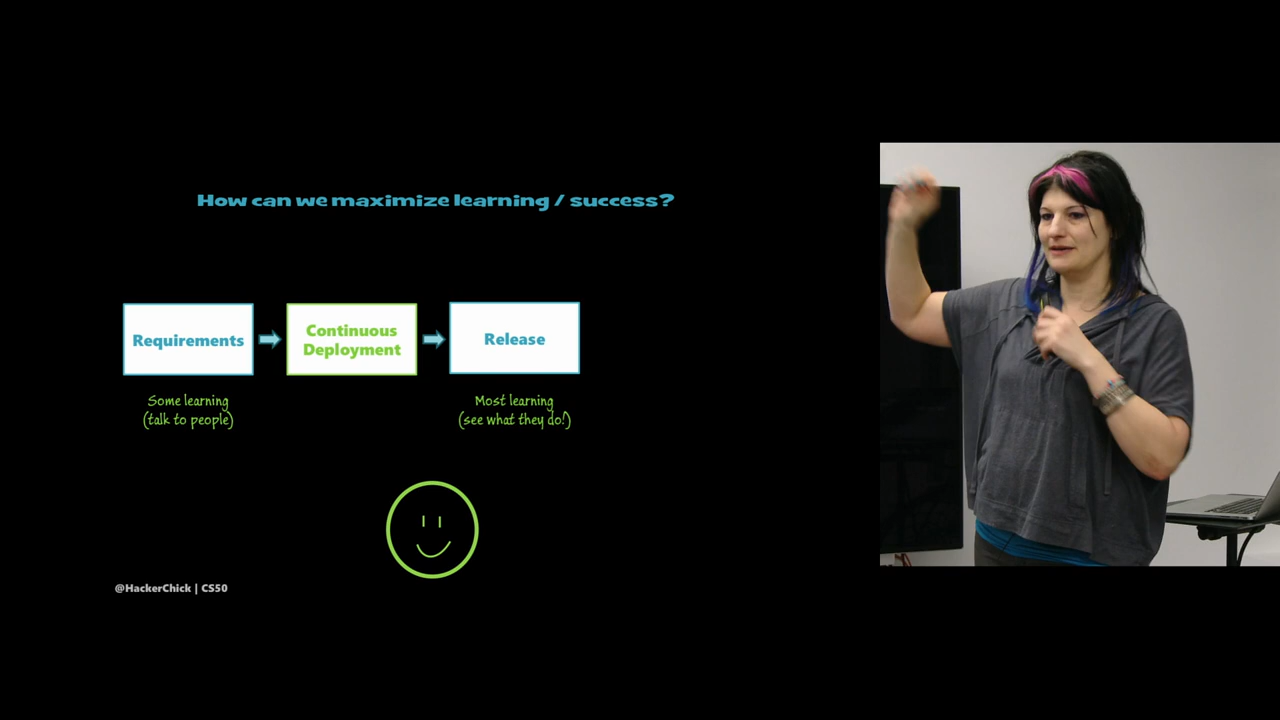 How can we maximize learning / success?
Requirements
Continuous
Deployment
Release
Some learning
(talk to people)
Most learning
(see what they do!)
@HackerChick | CS50